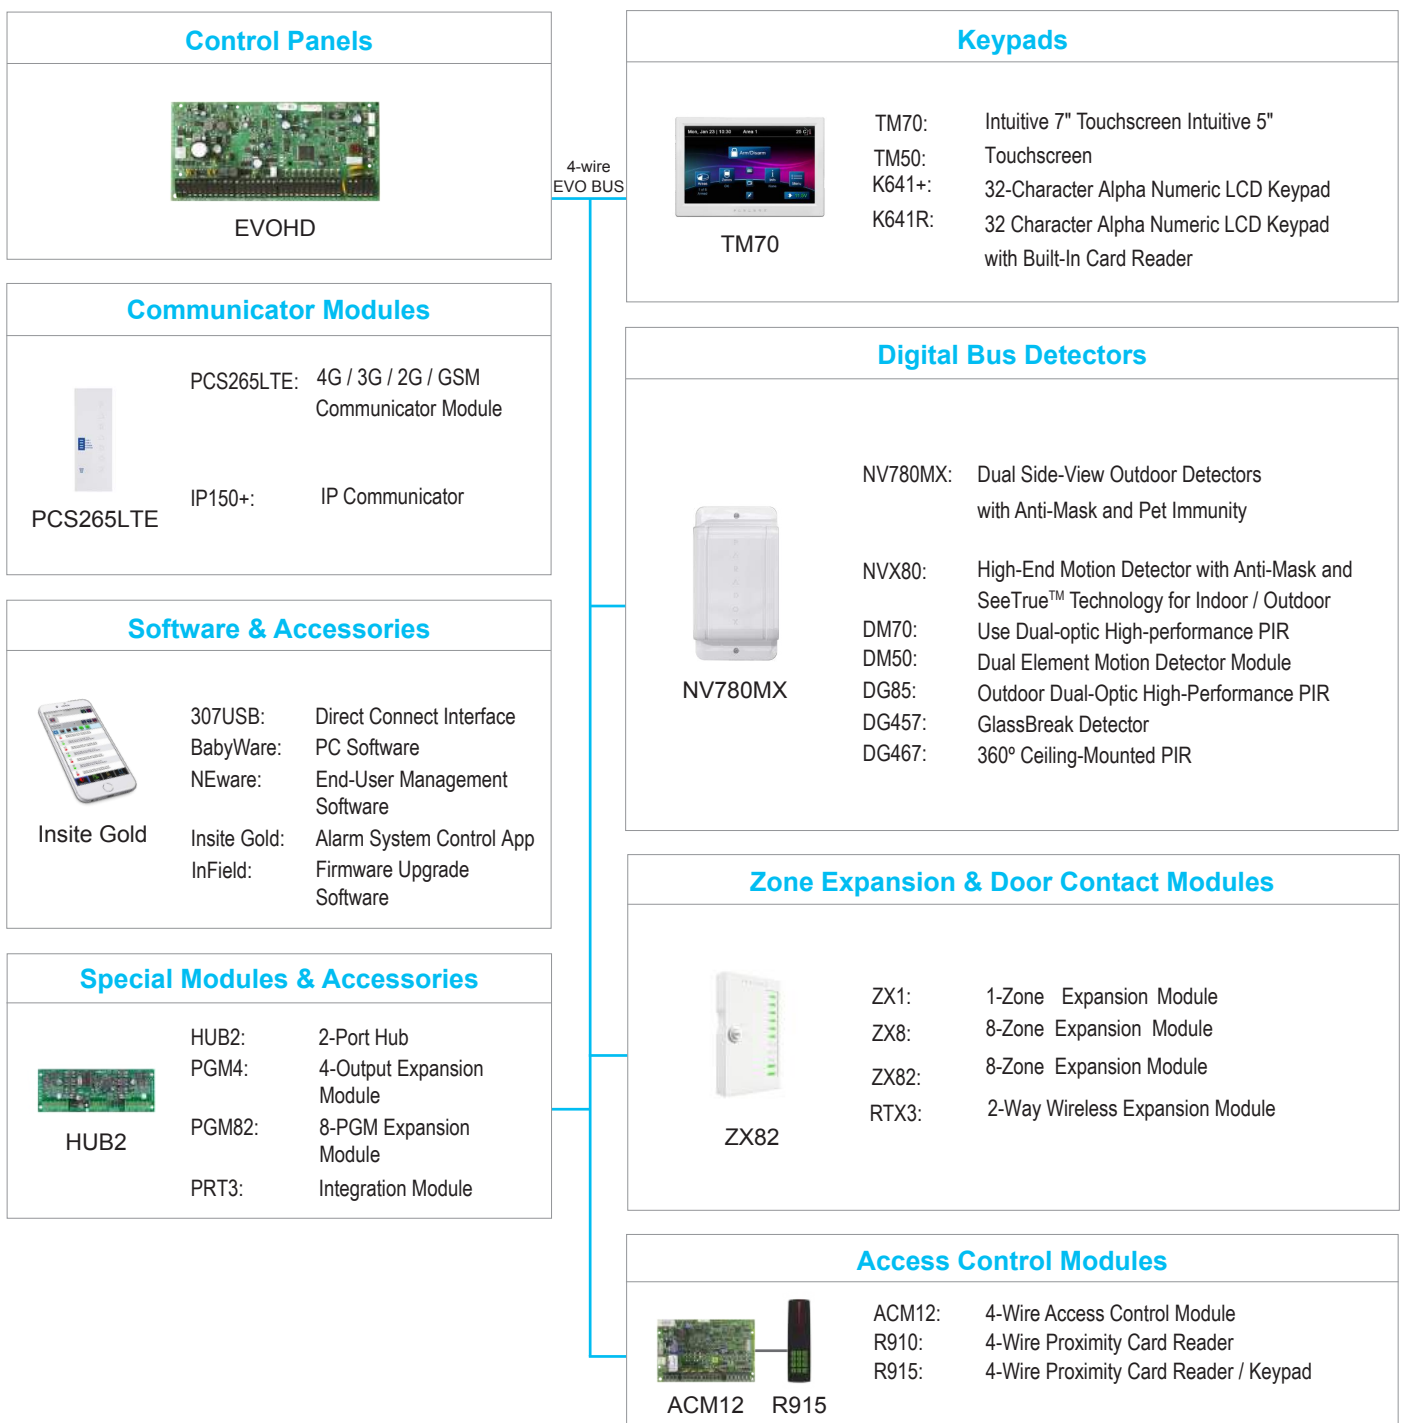 Control Panels
EVOHD
4-wire
EVO BUS
Keypads
Mon, Jan 23 | 10:30 Area 1
Arm/Disarm
TM70
TM70: Intuitive 7" Touchscreen Intuitive 5"
TM50: Touchscreen
K641+: 32-Character Alpha Numeric LCD Keypad
K641R: 32 Character Alpha Numeric LCD Keypad
with Built-In Card Reader
Communicator Modules
PCS265LTE
PCS265LTE: 4G / 3G / 2G / GSM
Communicator Module
IP150+: IP Communicator
Digital Bus Detectors
PARADOX
NV780MX
NV780MX: Dual Side-View Outdoor Detectors
with Anti-Mask and Pet Immunity
NVX80: High-End Motion Detector with Anti-Mask and
SeeTrue™ Technology for Indoor / Outdoor
DM70: Use Dual-optic High-performance PIR
DM50: Dual Element Motion Detector Module
DG85: Outdoor Dual-Optic High-Performance PIR
DG457: GlassBreak Detector
DG467: 360º Ceiling-Mounted PIR
Software & Accessories
Insite Gold
307USB: Direct Connect Interface
BabyWare: PC Software
NEware: End-User Management
Software
Insite Gold: Alarm System Control App
InField: Firmware Upgrade
Software
Zone Expansion & Door Contact Modules
ZX82
ZX1: 1-Zone Expansion Module
ZX8: 8-Zone Expansion Module
ZX82: 8-Zone Expansion Module
RTX3: 2-Way Wireless Expansion Module
Special Modules & Accessories
HUB2
HUB2: 2-Port Hub
PGM4: 4-Output Expansion
Module
PGM82: 8-PGM Expansion
Module
PRT3: Integration Module
Access Control Modules
ACM12 R915
ACM12: 4-Wire Access Control Module
R910: 4-Wire Proximity Card Reader
R915: 4-Wire Proximity Card Reader / Keypad